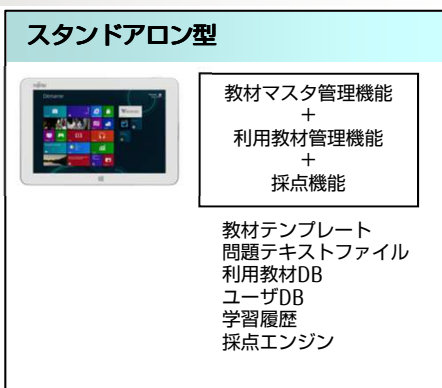 スタンドアロン型
教材マスタ管理機能
+
利用教材管理機能
+
採点機能
教材テンプレート
問題テキストファイル
利用教材DB
ユーザDB
学習履歴
採点エンジン